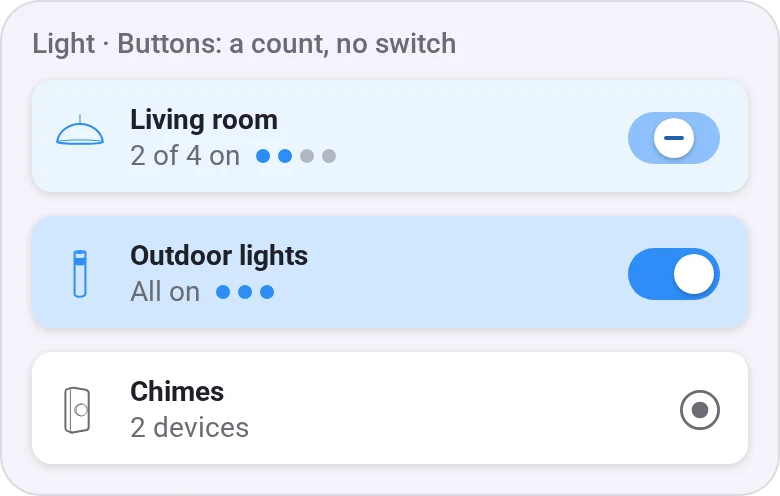 Light · Buttons: a count, no switch
Living room
2 of 4 on
Outdoor lights
All on
Chimes
2 devices